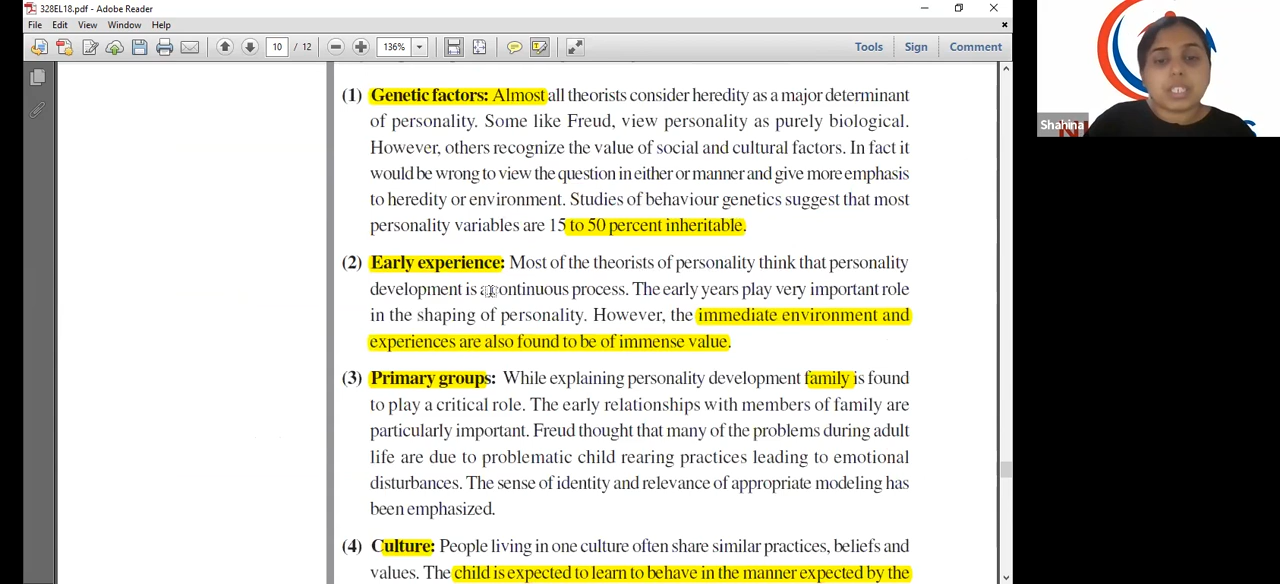 328EL18.pdf - Adobe Reader
File Edit View Window Help
10 / 12
136%
Tools Sign Comment
(1) Genetic factors: Almost all theorists consider heredity as a major determinant
of personality. Some like Freud, view personality as purely biological.
However, others recognize the value of social and cultural factors. In fact it
would be wrong to view the question in either or manner and give more emphasis
to heredity or environment. Studies of behaviour genetics suggest that most
personality variables are 15 to 50 percent inheritable.
(2) Early experience: Most of the theorists of personality think that personality
development is a continuous process. The early years play very important role
in the shaping of personality. However, the immediate environment and
experiences are also found to be of immense value.
(3) Primary groups: While explaining personality development family is found
to play a critical role. The early relationships with members of family are
particularly important. Freud thought that many of the problems during adult
life are due to problematic child rearing practices leading to emotional
disturbances. The sense of identity and relevance of appropriate modeling has
been emphasized.
(4) Culture: People living in one culture often share similar practices, beliefs and
values. The child is expected to learn to behave in the manner expected by the
Shahina